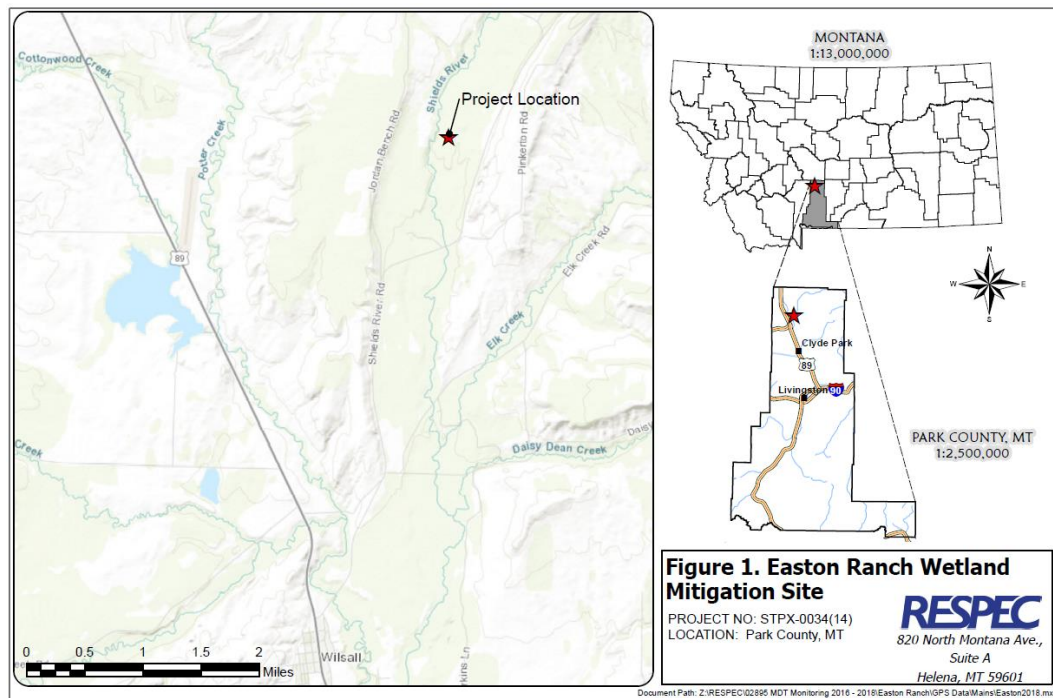 Cottonwood Creek
Potter Creek
Shields River
Project Location
Jordan Bench Rd
Pinkerton Rd
89
Shields River Rd
Elk Creek Rd
Elk Creek
Daisy Dean Creek
Daisy
Creek
Wilsall
0 0.5 1 1.5 2
Miles
MONTANA
1:13,000,000
N
W E
S
Clyde Park
89
Livingston
90
PARK COUNTY, MT
1:2,500,000
Figure 1. Easton Ranch Wetland
Mitigation Site
PROJECT NO: STPX-0034(14)
LOCATION: Park County, MT
RESPEC
820 North Montana Ave.,
Suite A
Helena, MT 59601
Document Path: Z:\RESPEC\02895 MDT Monitoring 2016 - 2018\Easton Ranch\GPS Data\Mains\Easton2018.mx